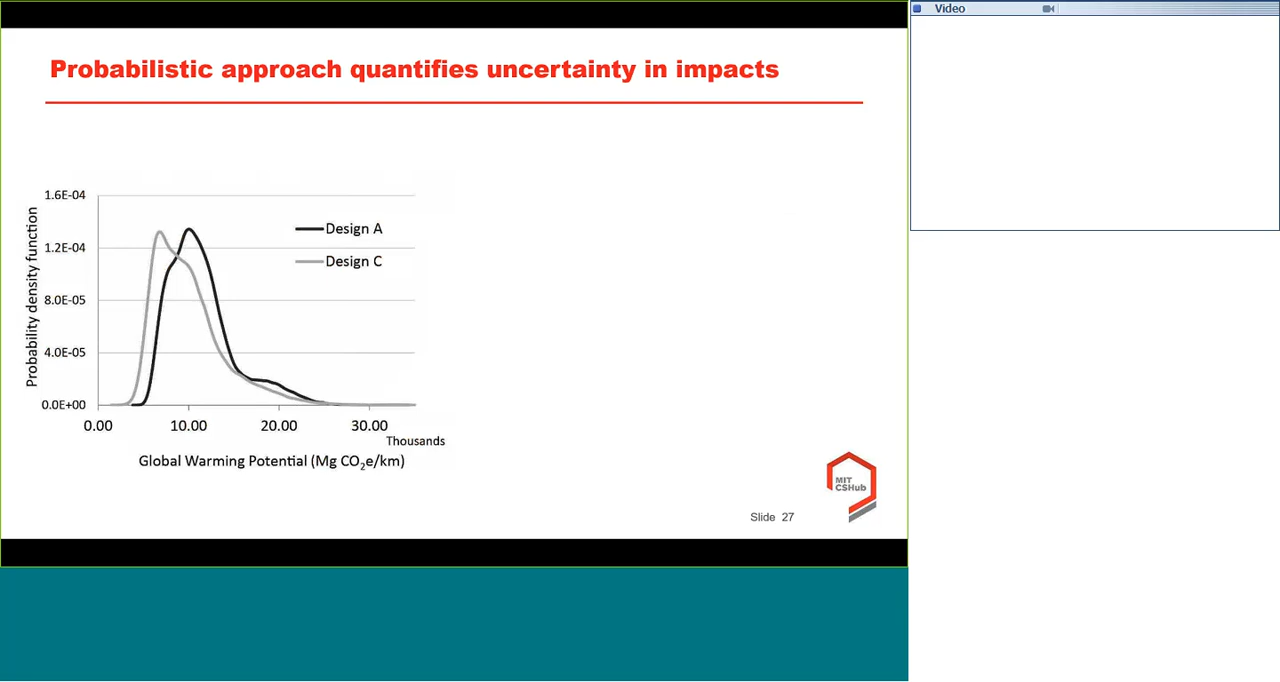 Video
Probabilistic approach quantifies uncertainty in impacts
Probability density function
1.6E-04
1.2E-04
8.0E-05
4.0E-05
0.0E+00
Design A
Design C
0.00 10.00 20.00 30.00
Thousands
Global Warming Potential (Mg CO₂e/km)
MIT
CSHub
Slide 27